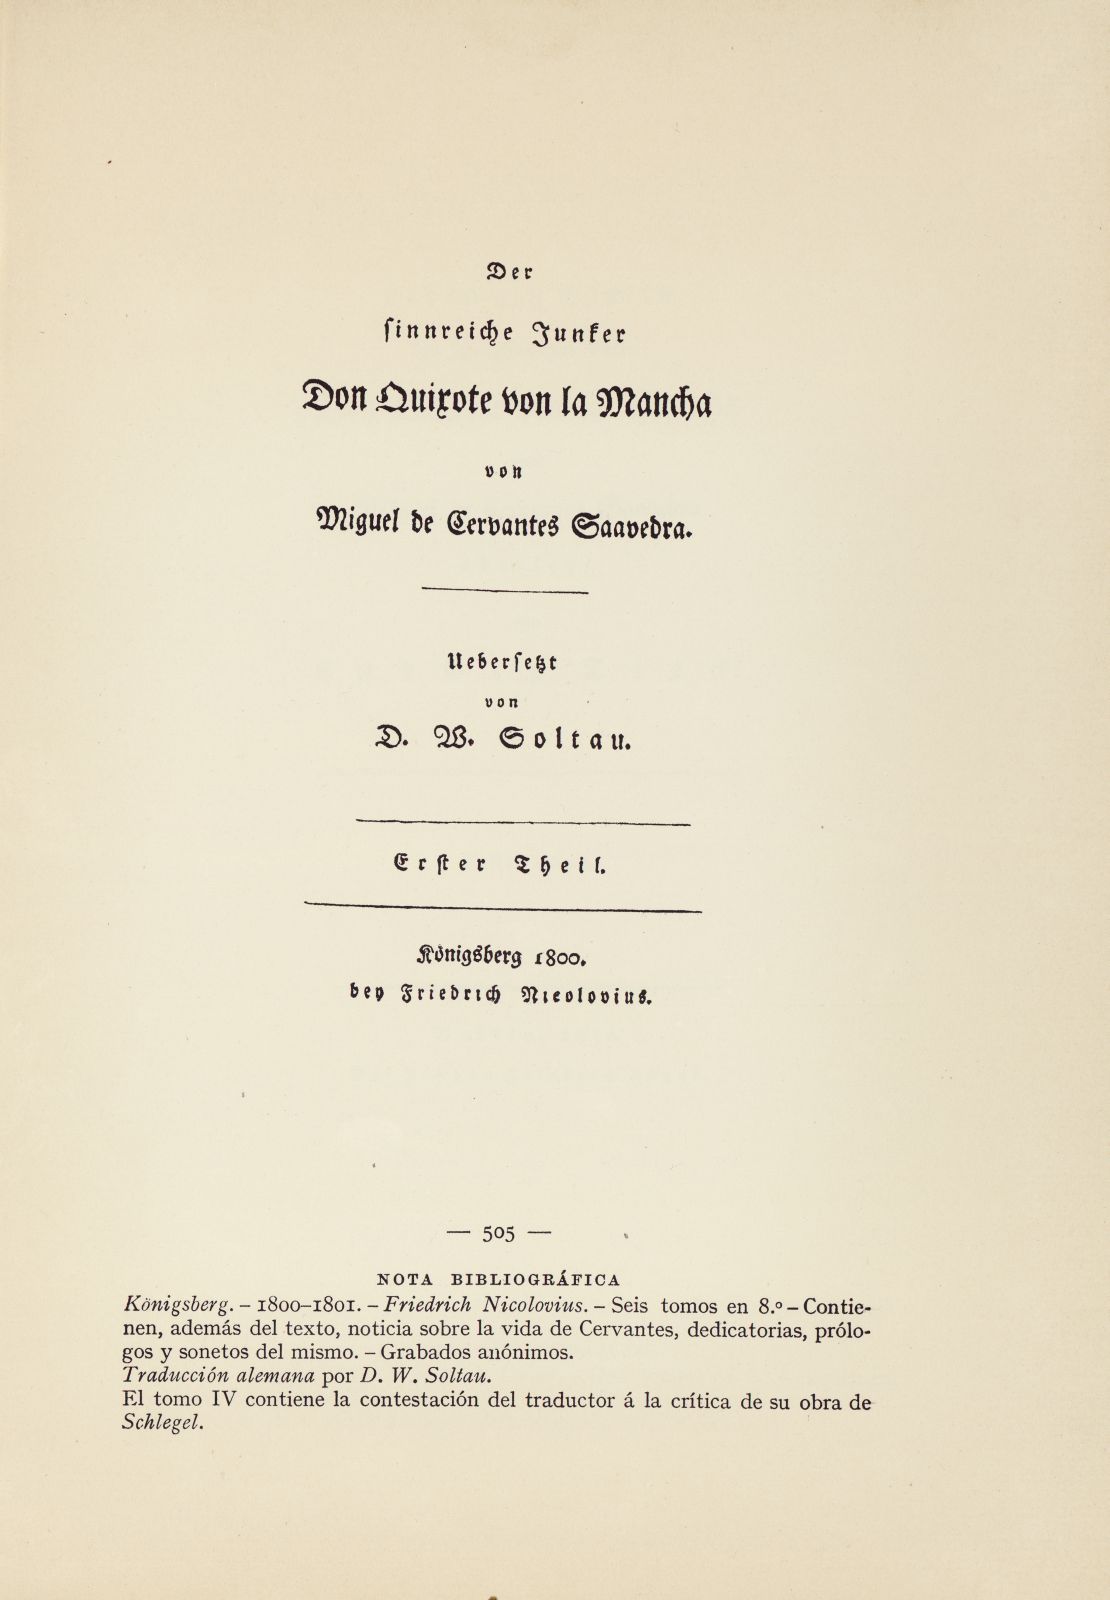 Der
ſinnreiche Junker
Don Quixote von la Mancha
von
Miguel de Cervantes Saavedra.
Ueberſetzt
von
D. W. Soltau.
Erſter Theil.
Königsberg 1800.
bey Friedrich Nicolovius.
— 505 —
NOTA BIBLIOGRÁFICA
Königsberg. – 1800–1801. – Friedrich Nicolovius. – Seis tomos en 8.º – Contie-
nen, además del texto, noticia sobre la vida de Cervantes, dedicatorias, prólo-
gos y sonetos del mismo. – Grabados anónimos.
Traducción alemana por D. W. Soltau.
El tomo IV contiene la contestación del traductor á la crítica de su obra de
Schlegel.